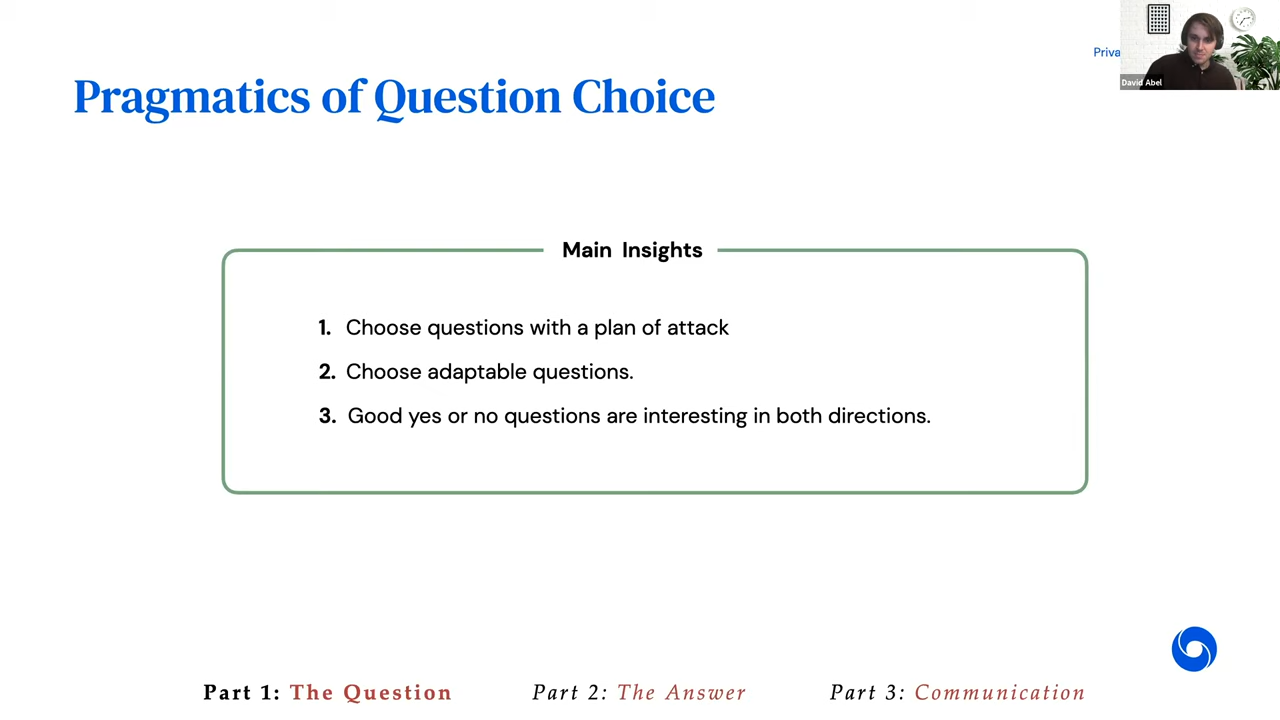 Priva
David Abel
Pragmatics of Question Choice
Main Insights
1. Choose questions with a plan of attack
2. Choose adaptable questions.
3. Good yes or no questions are interesting in both directions.
Part 1: The Question Part 2: The Answer Part 3: Communication